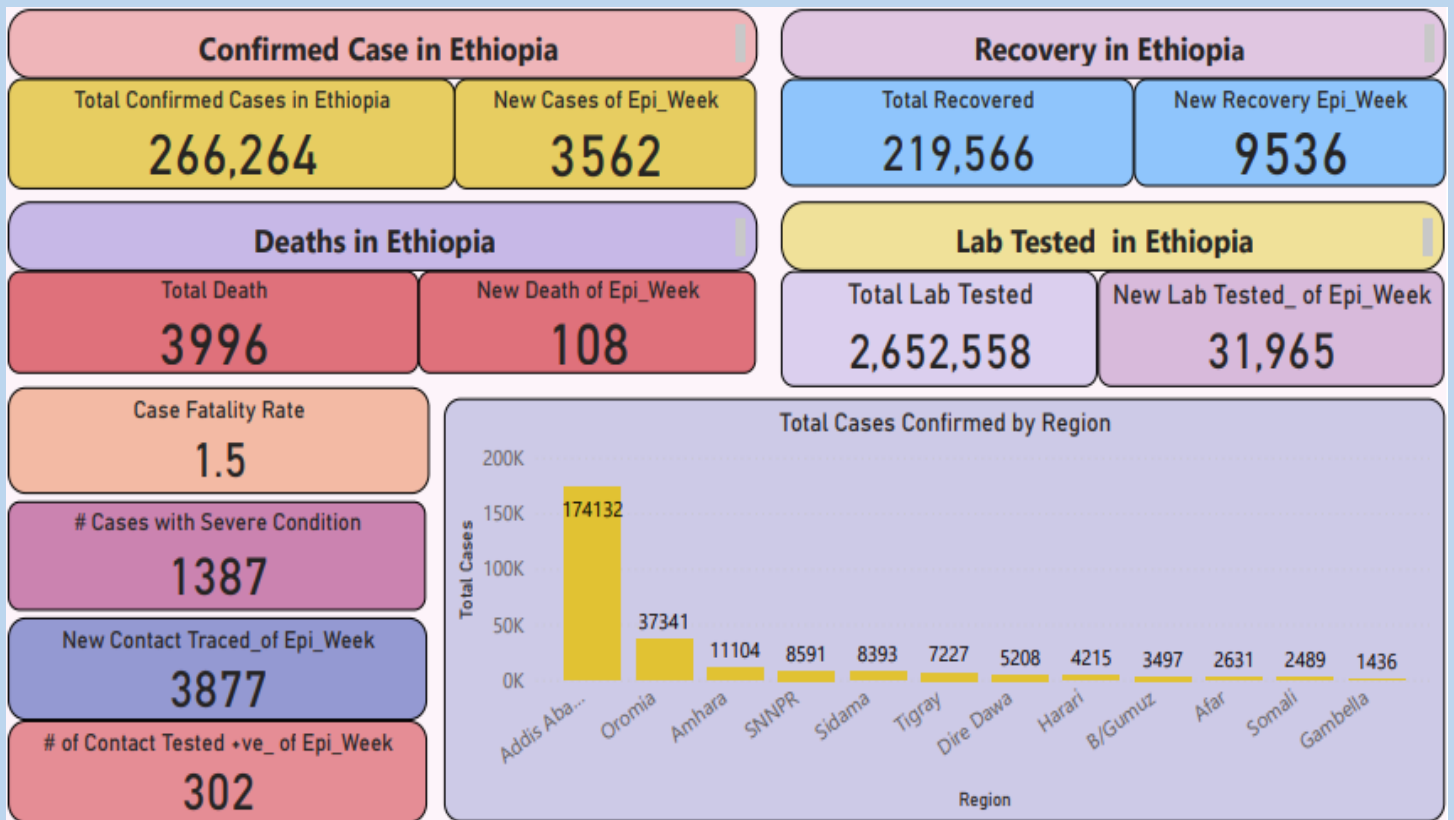 Confirmed Case in Ethiopia
Total Confirmed Cases in Ethiopia
266,264
New Cases of Epi_Week
3562
Recovery in Ethiopia
Total Recovered
219,566
New Recovery Epi_Week
9536
Deaths in Ethiopia
Total Death
3996
New Death of Epi_Week
108
Lab Tested in Ethiopia
Total Lab Tested
2,652,558
New Lab Tested_ of Epi_Week
31,965
Case Fatality Rate
1.5
# Cases with Severe Condition
1387
New Contact Traced_of Epi_Week
3877
# of Contact Tested +ve_ of Epi_Week
302
Total Cases Confirmed by Region
Total Cases
200K
150K
100K
50K
0K
174132
37341
11104
8591
8393
7227
5208
4215
3497
2631
2489
1436
Addis Aba...
Oromia
Amhara
SNNPR
Sidama
Tigray
Dire Dawa
Harari
B/Gumuz
Afar
Somali
Gambella
Region